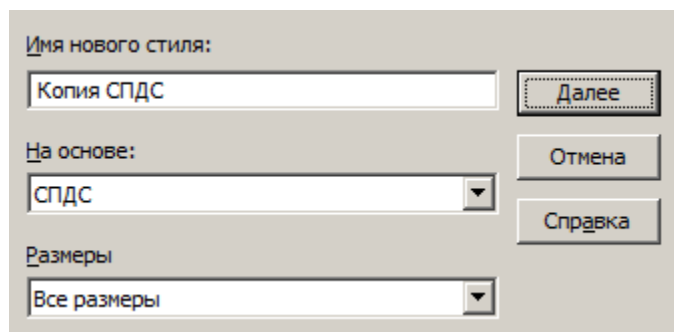 Имя нового стиля:
Копия СПДС
Далее
На основе:
Отмена
СПДС
Справка
Размеры
Все размеры